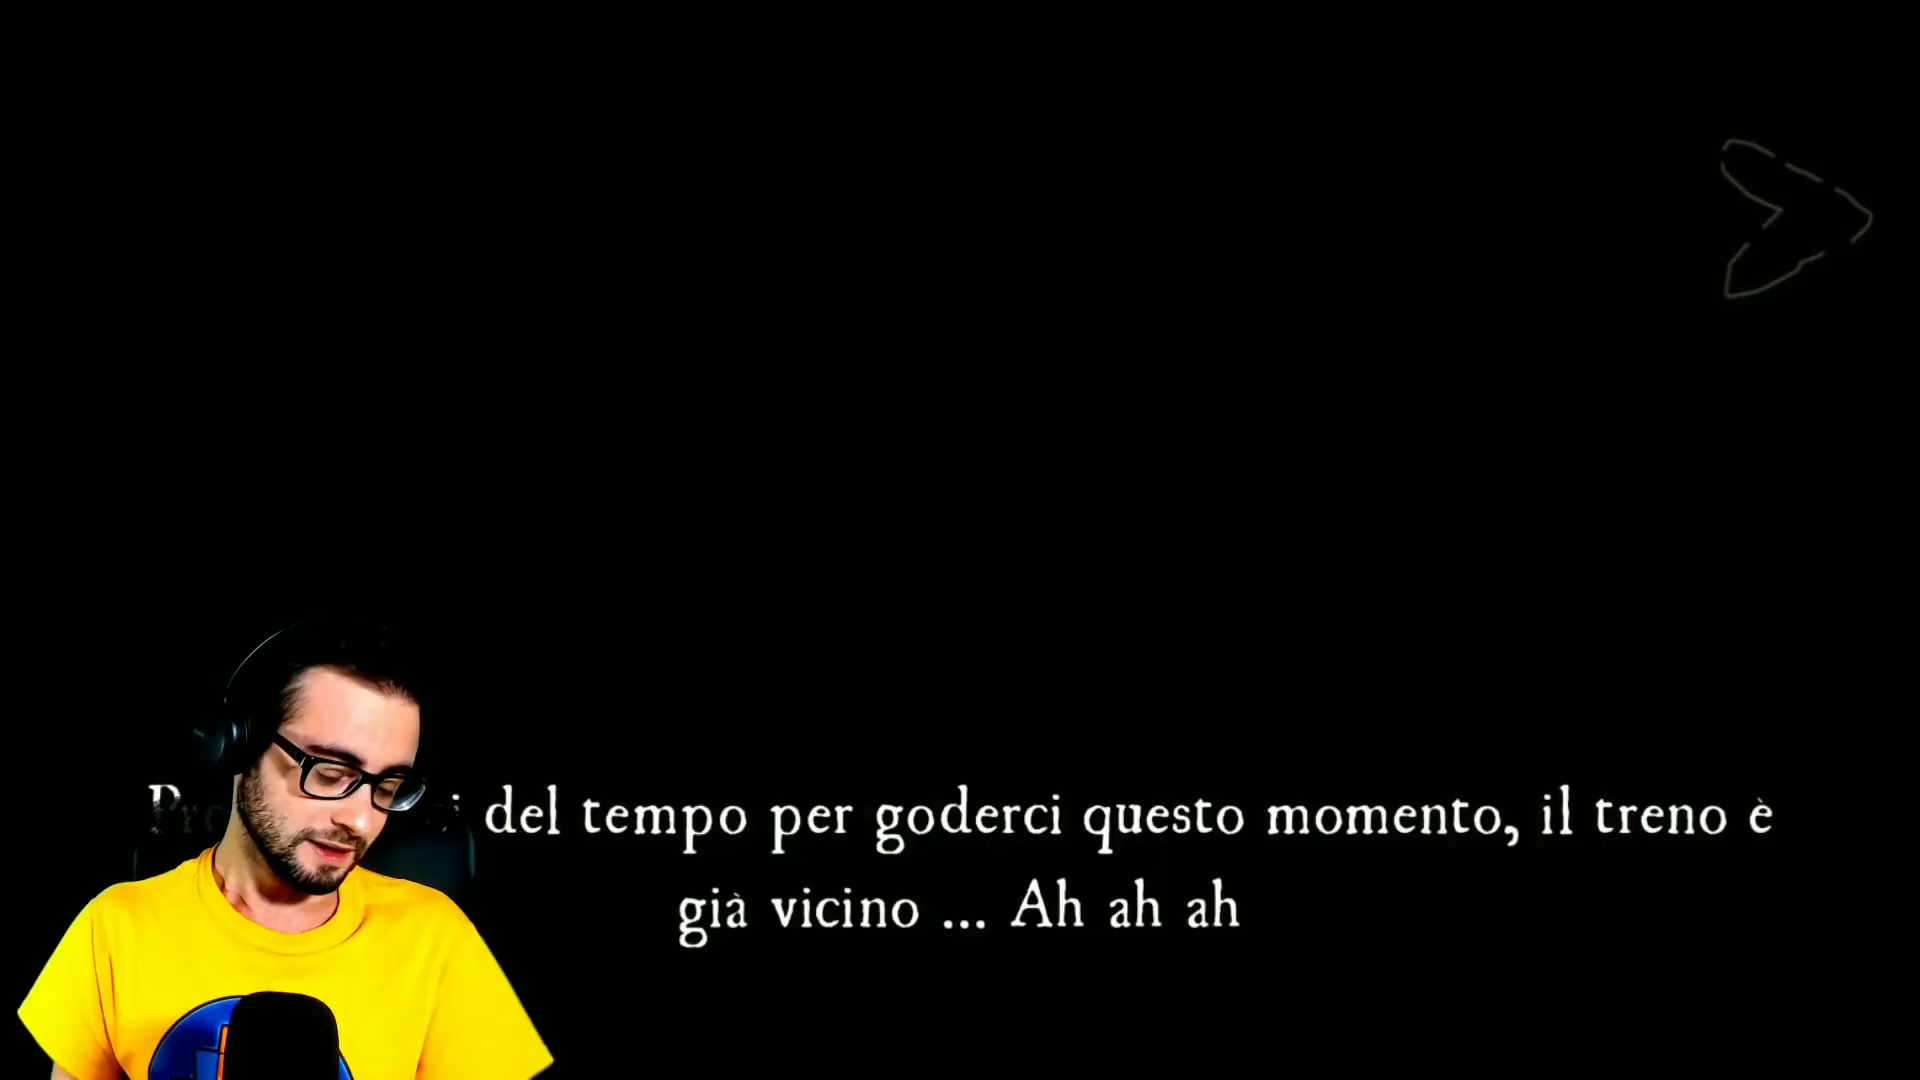 del tempo per goderci questo momento, il treno è
già vicino ... Ah ah ah